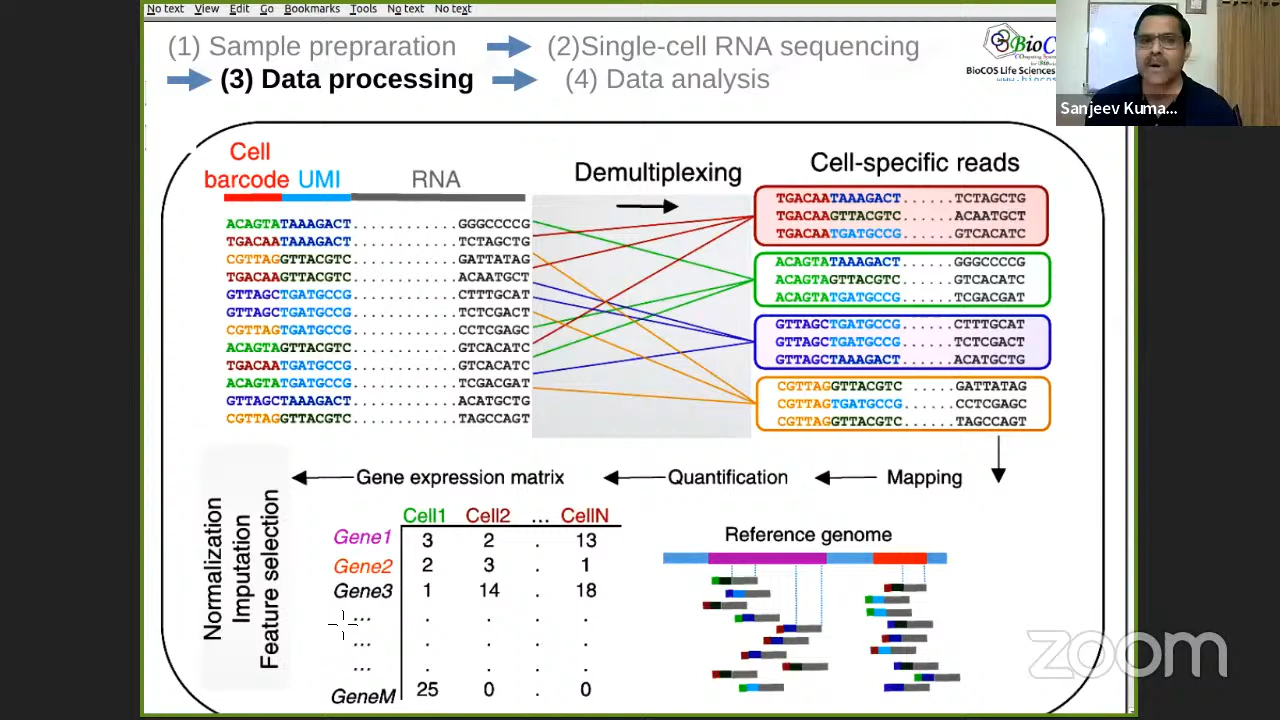 No text View Edit Go Bookmarks Tools No text No text
(1) Sample prepraration (2)Single-cell RNA sequencing
(3) Data processing (4) Data analysis
BioC
BioCOS Life Sciences
Sanjeev Kuma...
Cell
barcode UMI RNA
Demultiplexing
Cell-specific reads
ACAGTATAAAGACT...........GGGCCCCG
TGACAATAAAGACT...........TCTAGCTG
CGTTAGGTTACGTC...........GATTATAG
TGACAAGTTACGTC...........ACAATGCT
GTTAGCTGATGCCG...........CTTTGCAT
GTTAGCTGATGCCG...........TCTCGACT
CGTTAGTGATGCCG...........CCTCGAGC
ACAGTAGTTACGTC...........GTCACATC
TGACAATGATGCCG...........GTCACATC
ACAGTATGATGCCG...........TCGACGAT
GTTAGCTAAAGACT...........ACATGCTG
CGTTAGGTTACGTC...........TAGCCAGT
TGACAATAAAGACT......TCTAGCTG
TGACAAGTTACGTC......ACAATGCT
TGACAATGATGCCG......GTCACATC
ACAGTATAAAGACT......GGGCCCCG
ACAGTAGTTACGTC......GTCACATC
ACAGTATGATGCCG......TCGACGAT
GTTAGCTGATGCCG......CTTTGCAT
GTTAGCTGATGCCG......TCTCGACT
GTTAGCTAAAGACT......ACATGCTG
CGTTAGGTTACGTC......GATTATAG
CGTTAGTGATGCCG......CCTCGAGC
CGTTAGGTTACGTC......TAGCCAGT
Mapping
Quantification
Gene expression matrix
Normalization
Imputation
Feature selection
Cell1 Cell2 ... CellN
Gene1 3 2 . 13
Gene2 2 3 . 1
Gene3 1 14 . 18
... . . . .
... . . . .
... . . . .
GeneM 25 0 . 0
Reference genome
zoom